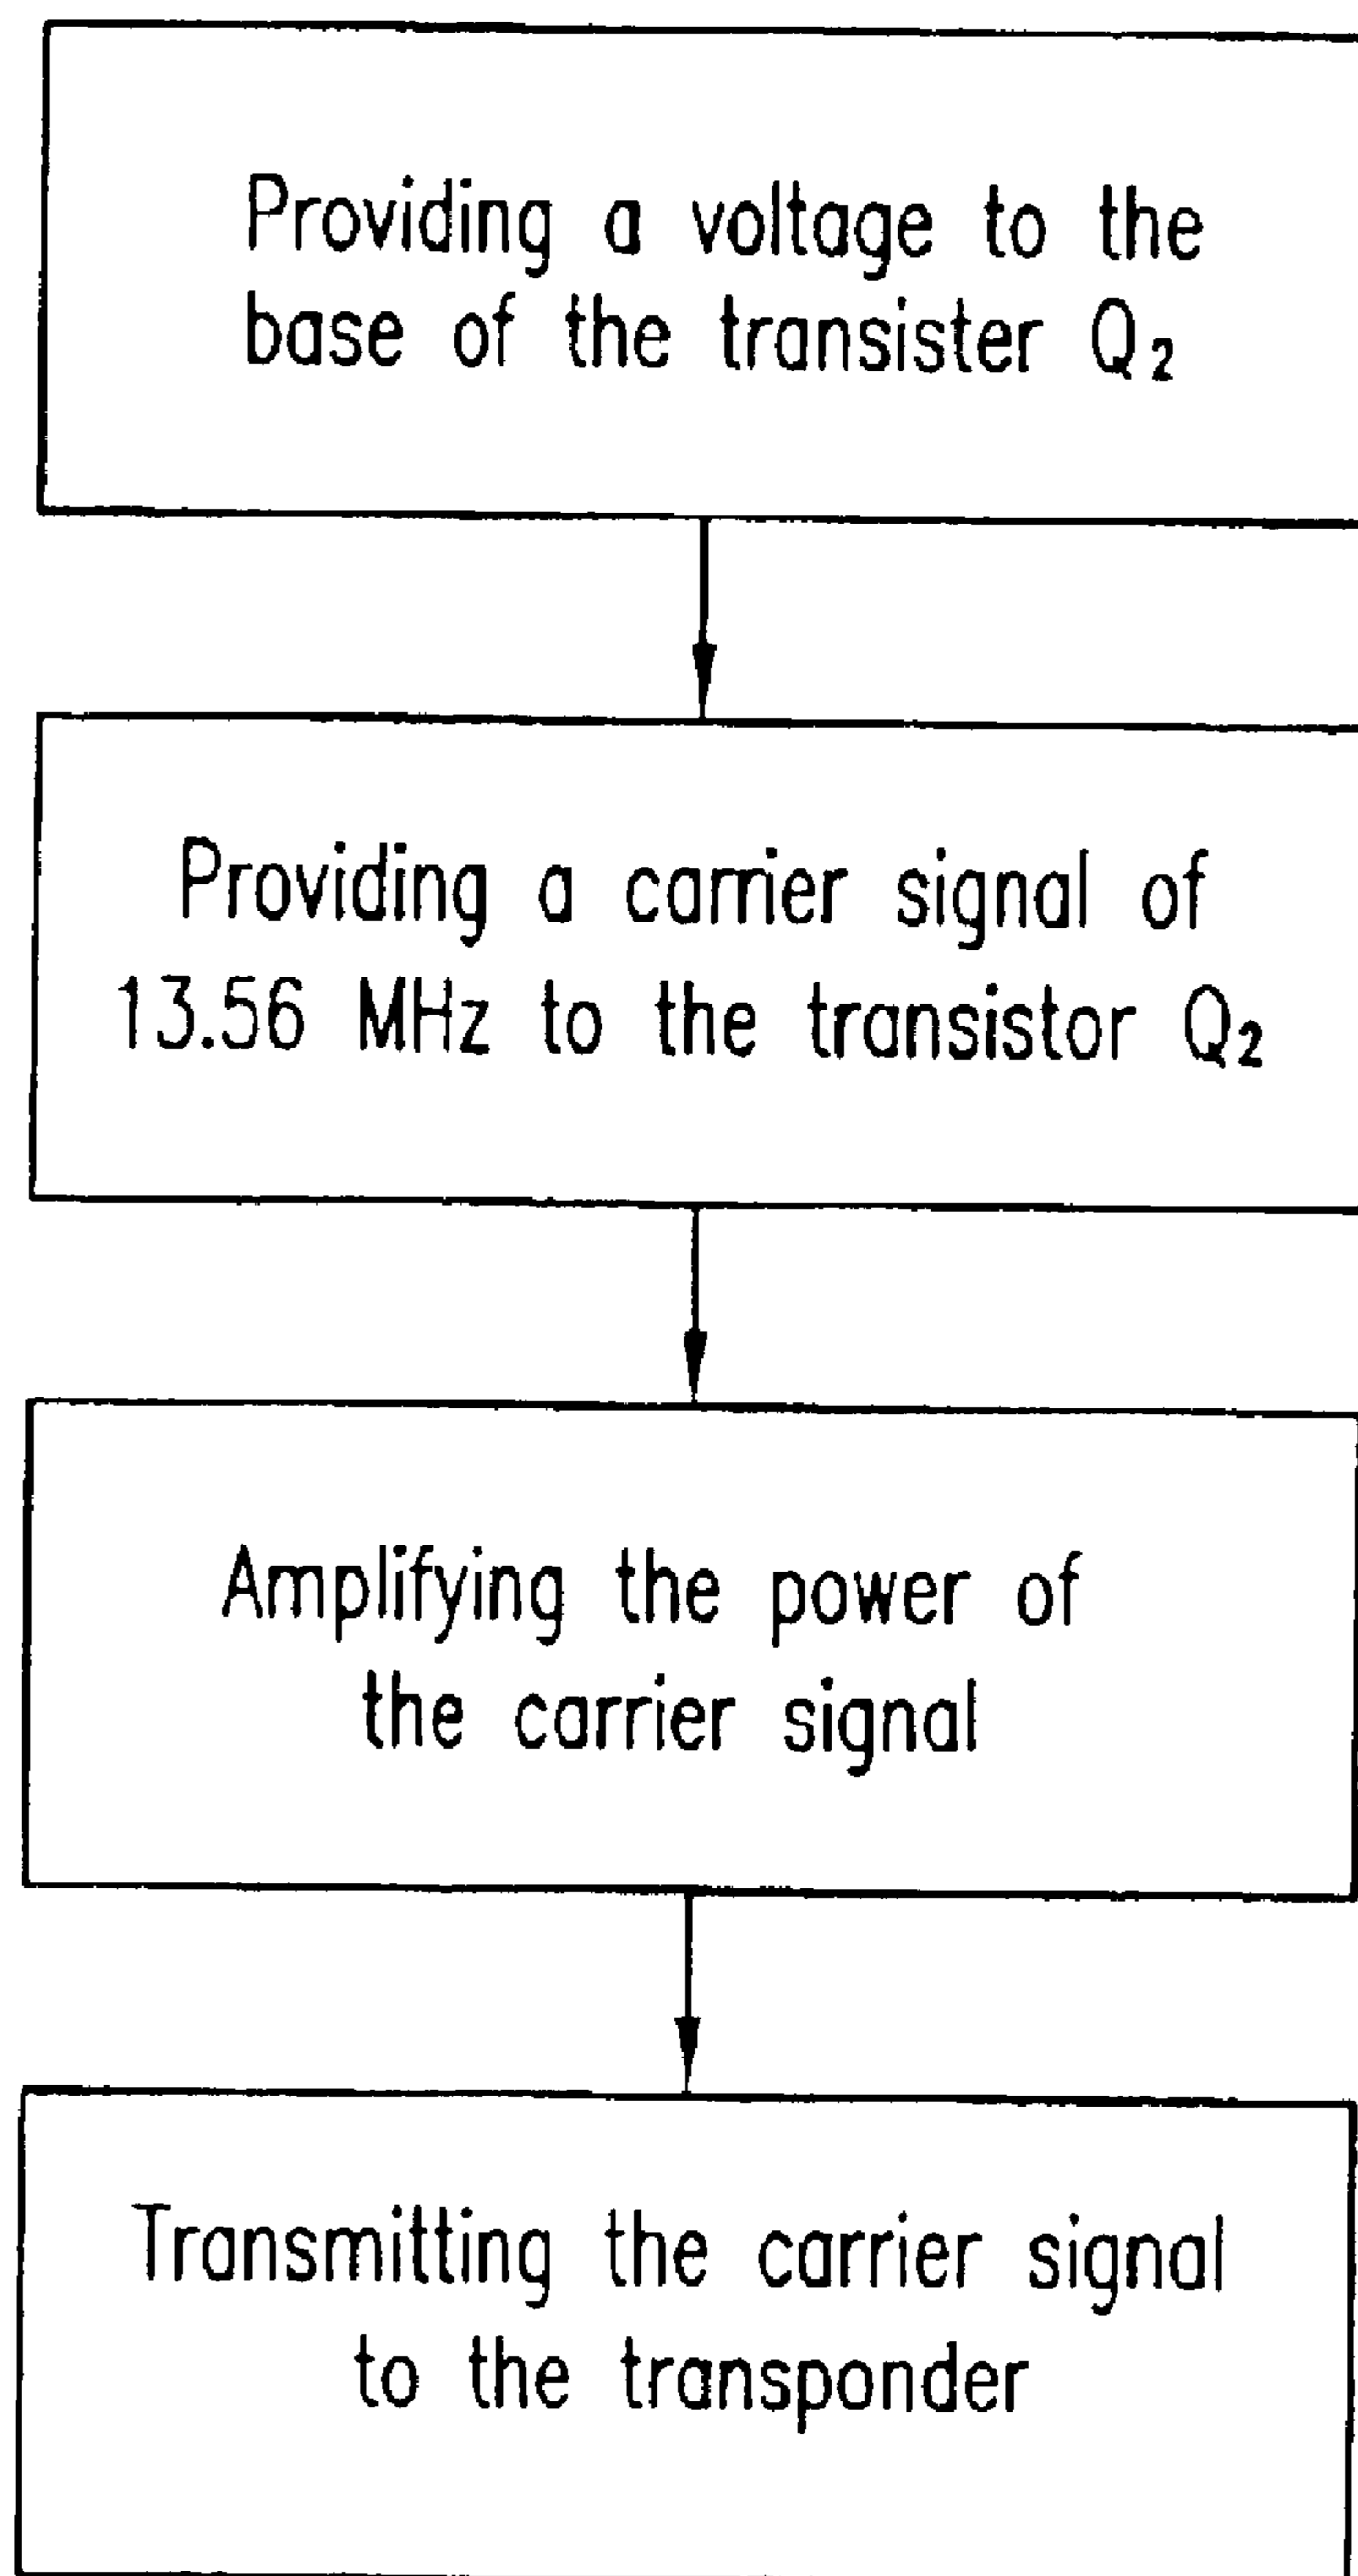 Providing a voltage to the
base of the transister Q₂
Providing a carrier signal of
13.56 MHz to the transistor Q₂
Amplifying the power of
the carrier signal
Transmitting the carrier signal
to the transponder